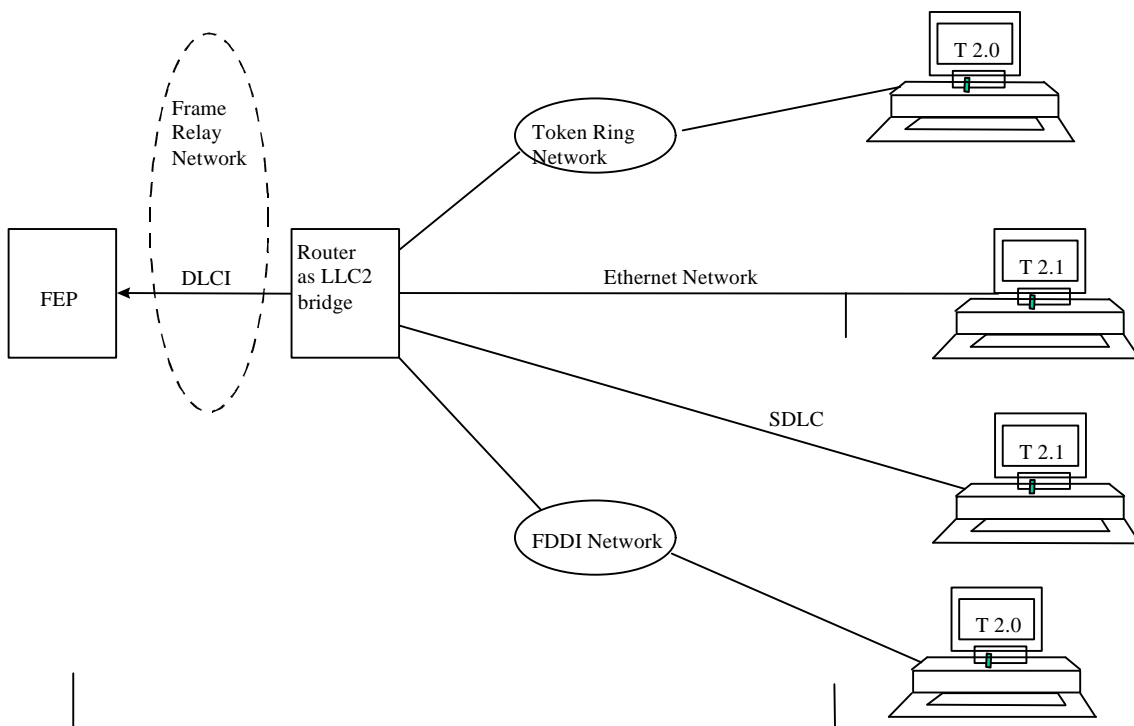 T 2.0
Frame
Relay
Network
Token Ring
Network
Router
as LLC2
bridge
DLCI
FEP
Ethernet Network
T 2.1
SDLC
T 2.1
FDDI Network
T 2.0